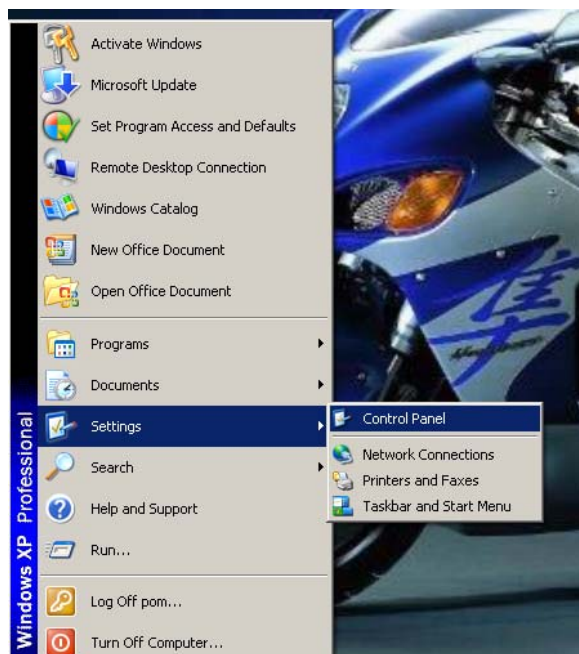 Activate Windows
Microsoft Update
Set Program Access and Defaults
Remote Desktop Connection
Windows Catalog
New Office Document
Open Office Document
Programs
Documents
Settings
Search
Help and Support
Run...
Log Off pom...
Turn Off Computer...
Control Panel
Network Connections
Printers and Faxes
Taskbar and Start Menu
Windows XP Professional
隼